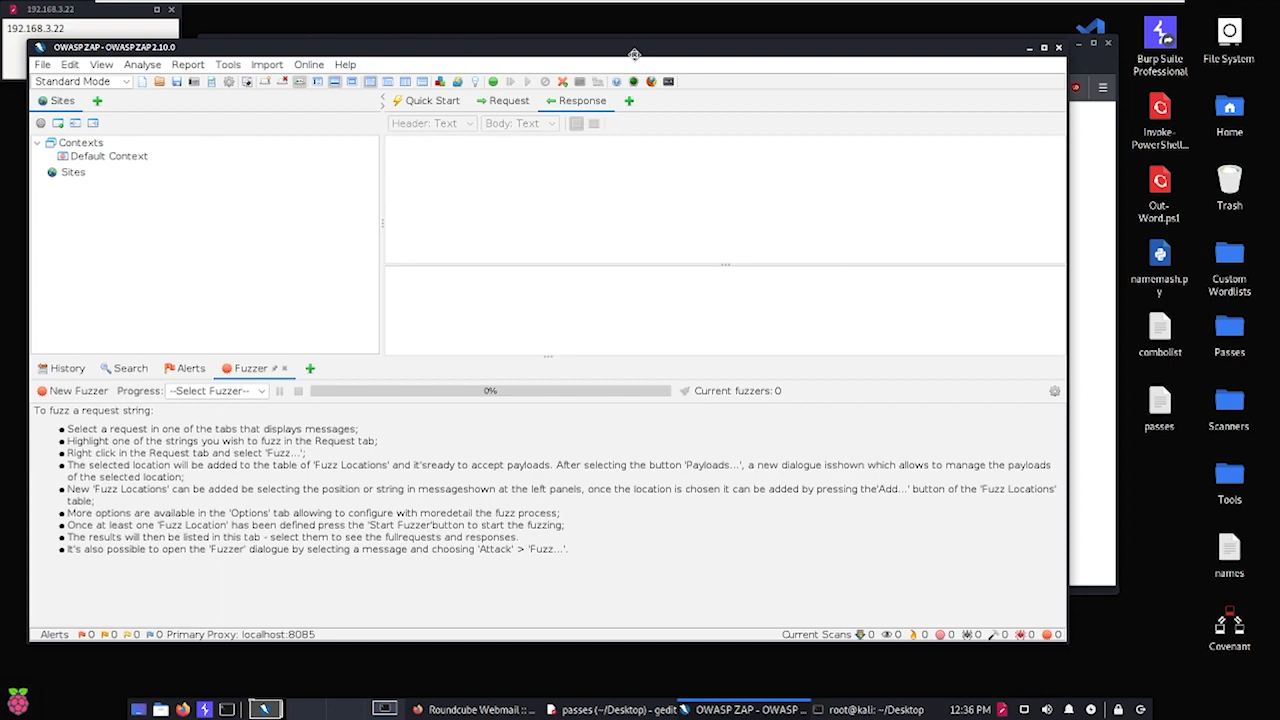 192.168.3.22
192.168.3.22
OWASP ZAP - OWASP ZAP 2.10.0
File Edit View Analyse Report Tools Import Online Help
Standard Mode
Sites
Quick Start Request Response
Header: Text Body: Text
Contexts
Default Context
Sites
History Search Alerts Fuzzer
New Fuzzer Progress: --Select Fuzzer-- 0% Current fuzzers: 0
To fuzz a request string:
Select a request in one of the tabs that displays messages;
Highlight one of the strings you wish to fuzz in the Request tab;
Right click in the Request tab and select 'Fuzz...';
The selected location will be added to the table of 'Fuzz Locations' and it'sready to accept payloads. After selecting the button 'Payloads...', a new dialogue isshown which allows to manage the payloads
of the selected location;
New 'Fuzz Locations' can be added be selecting the position or string in messageshown at the left panels, once the location is chosen it can be added by pressing the'Add...' button of the 'Fuzz Locations'
table;
More options are available in the 'Options' tab allowing to configure with moredetail the fuzz process;
Once at least one 'Fuzz Location' has been defined press the 'Start Fuzzer'button to start the fuzzing;
The results will then be listed in this tab - select them to see the fullrequests and responses.
It's also possible to open the 'Fuzzer' dialogue by selecting a message and choosing 'Attack' > 'Fuzz...'.
Alerts 0 0 0 0 Primary Proxy: localhost:8085
Current Scans 0 0 0 0 0 0 0 0
Burp Suite
Professional
File System
Invoke-
PowerShell...
Home
Out-
Word.ps1
Trash
namemash.p
y
Custom
Wordlists
combolist
Passes
passes
Scanners
Tools
names
Covenant
Roundcube Webmail :: ...
passes (~/Desktop) - gedit
OWASP ZAP - OWASP ...
root@kali: ~/Desktop
12:36 PM